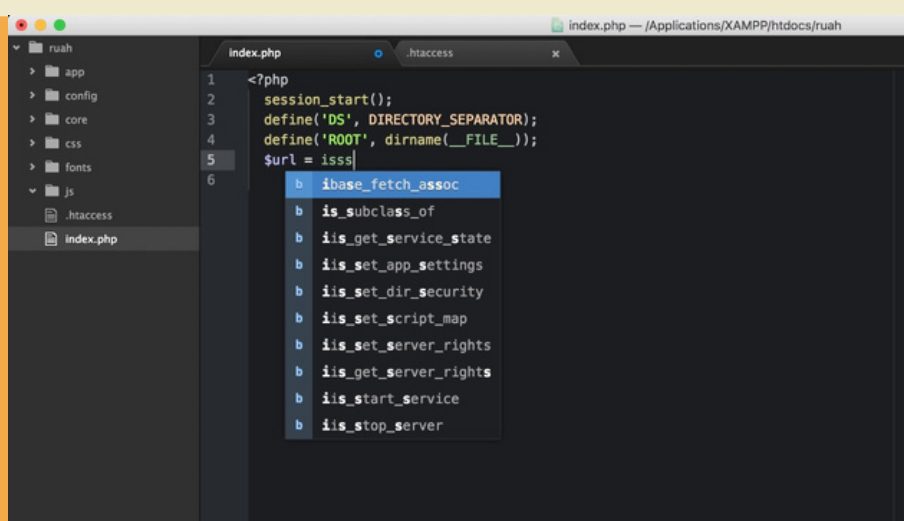 index.php — /Applications/XAMPP/htdocs/ruah
ruah
app
config
core
css
fonts
js
.htaccess
index.php
index.php
.htaccess
1 <?php
2 session_start();
3 define('DS', DIRECTORY_SEPARATOR);
4 define('ROOT', dirname(__FILE__));
5 $url = isss
6
b ibase_fetch_assoc
b is_subclass_of
b iis_get_service_state
b iis_set_app_settings
b iis_set_dir_security
b iis_set_script_map
b iis_set_server_rights
b iis_get_server_rights
b iis_start_service
b iis_stop_server